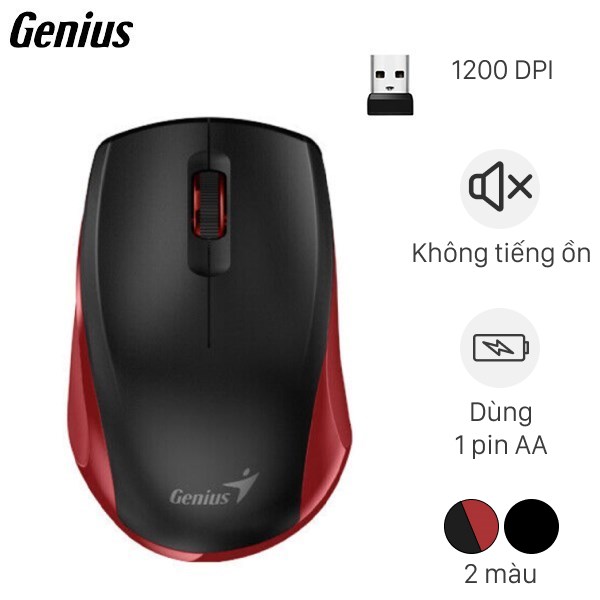 Genius
1200 DPI
Không tiếng ồn
Dùng
1 pin AA
Genius
2 màu